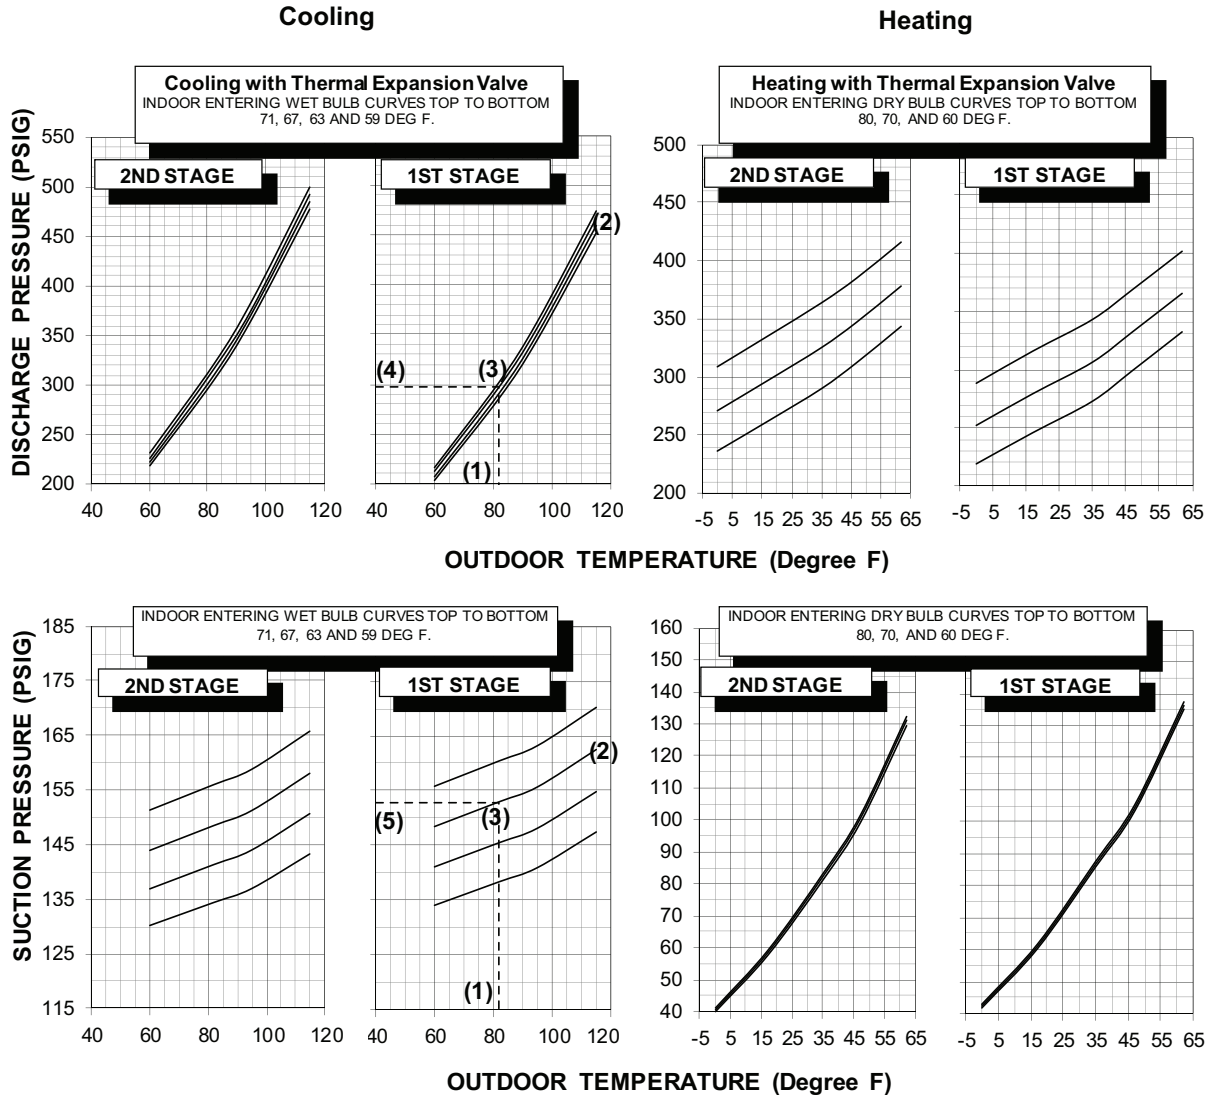 Cooling
Heating
Cooling with Thermal Expansion Valve
INDOOR ENTERING WET BULB CURVES TOP TO BOTTOM
71, 67, 63 AND 59 DEG F.
Heating with Thermal Expansion Valve
INDOOR ENTERING DRY BULB CURVES TOP TO BOTTOM
80, 70, AND 60 DEG F.
DISCHARGE PRESSURE (PSIG)
2ND STAGE
1ST STAGE
2ND STAGE
1ST STAGE
550
500
450
400
350
300
250
200
500
450
400
350
300
250
200
(2)
(4)
(3)
(1)
40 60 80 100 120
40 60 80 100 120
-5 5 15 25 35 45 55 65
-5 5 15 25 35 45 55 65
OUTDOOR TEMPERATURE (Degree F)
INDOOR ENTERING WET BULB CURVES TOP TO BOTTOM
71, 67, 63 AND 59 DEG F.
INDOOR ENTERING DRY BULB CURVES TOP TO BOTTOM
80, 70, AND 60 DEG F.
SUCTION PRESSURE (PSIG)
2ND STAGE
1ST STAGE
2ND STAGE
1ST STAGE
185
175
165
155
145
135
125
115
160
150
140
130
120
110
100
90
80
70
60
50
40
(2)
(5)
(3)
(1)
40 60 80 100 120
40 60 80 100 120
-5 5 15 25 35 45 55 65
-5 5 15 25 35 45 55 65
OUTDOOR TEMPERATURE (Degree F)